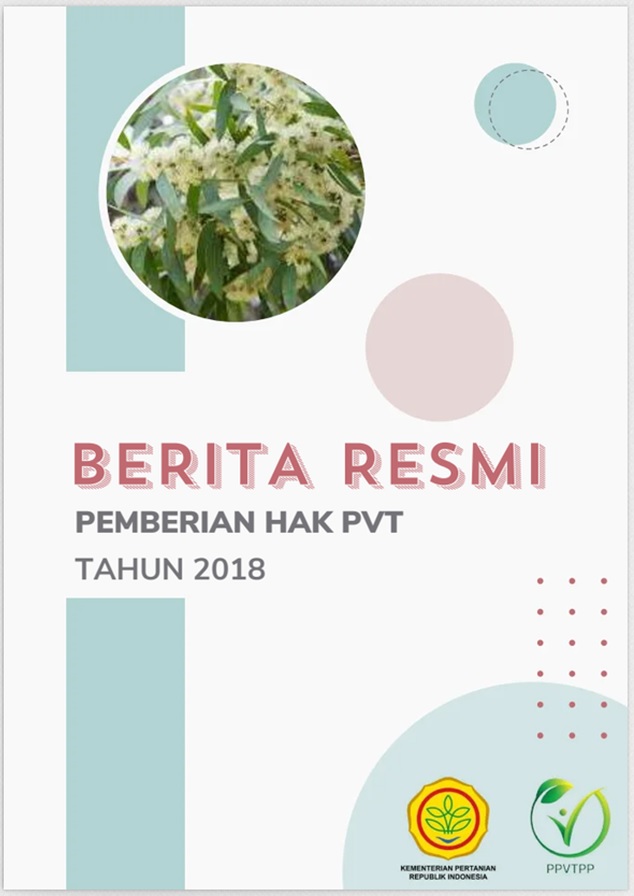 BERITA RESMI
PEMBERIAN HAK PVT
TAHUN 2018
KEMENTERIAN PERTANIAN
REPUBLIK INDONESIA
PPVTPP